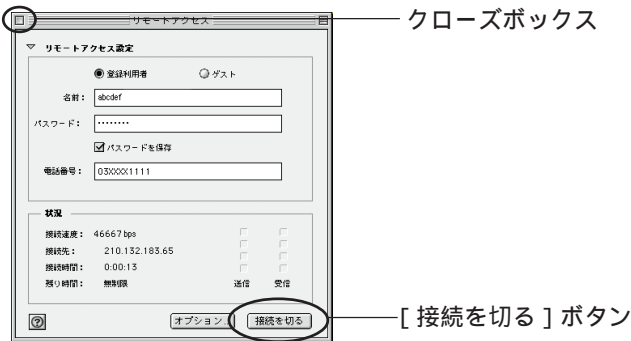 リモートアクセス
クローズボックス
リモートアクセス設定
登録利用者 ゲスト
名前： abcdef
パスワード： ••••••••
パスワードを保存
電話番号： 03XXXX1111
状況
接続速度： 46667 bps
接続先： 210.132.183.65
接続時間： 0:00:13
残り時間： 無制限 送信 受信
? オプション 接続を切る
[ 接続を切る ] ボタン